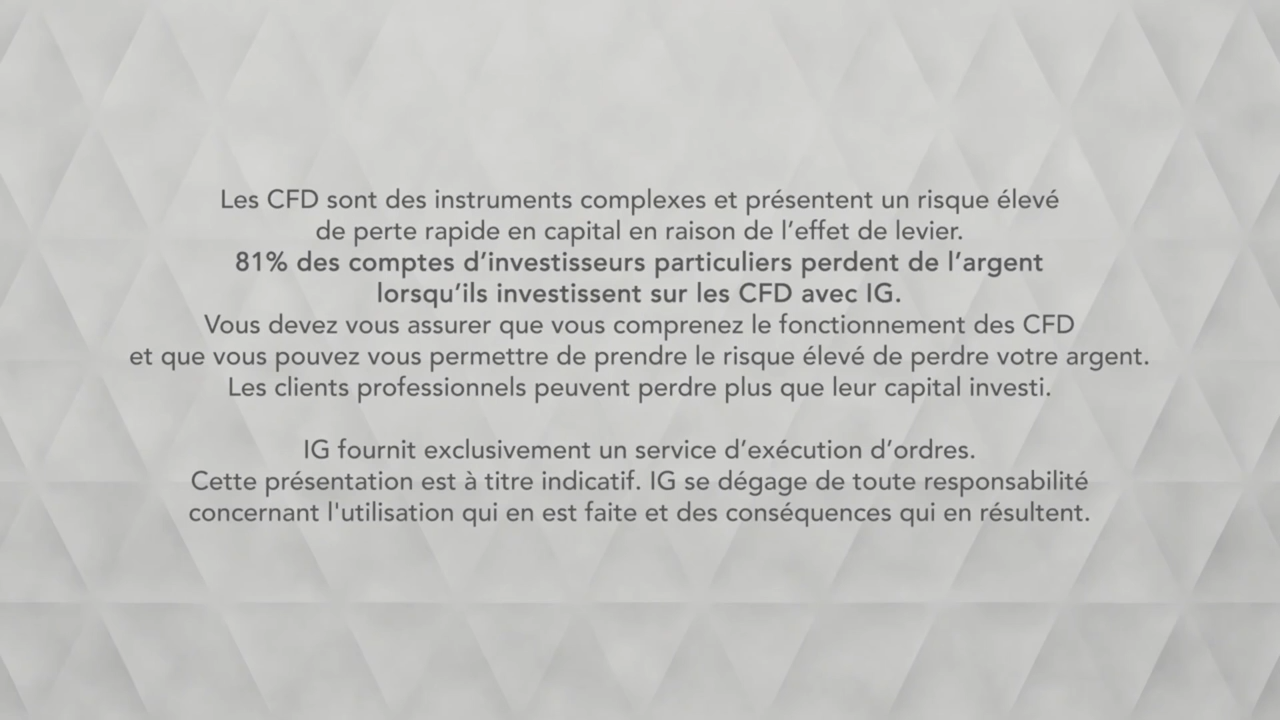 Les CFD sont des instruments complexes et présentent un risque élevé
de perte rapide en capital en raison de l’effet de levier.
81% des comptes d’investisseurs particuliers perdent de l’argent
lorsqu’ils investissent sur les CFD avec IG.
Vous devez vous assurer que vous comprenez le fonctionnement des CFD
et que vous pouvez vous permettre de prendre le risque élevé de perdre votre argent.
Les clients professionnels peuvent perdre plus que leur capital investi.
IG fournit exclusivement un service d’exécution d’ordres.
Cette présentation est à titre indicatif. IG se dégage de toute responsabilité
concernant l'utilisation qui en est faite et des conséquences qui en résultent.